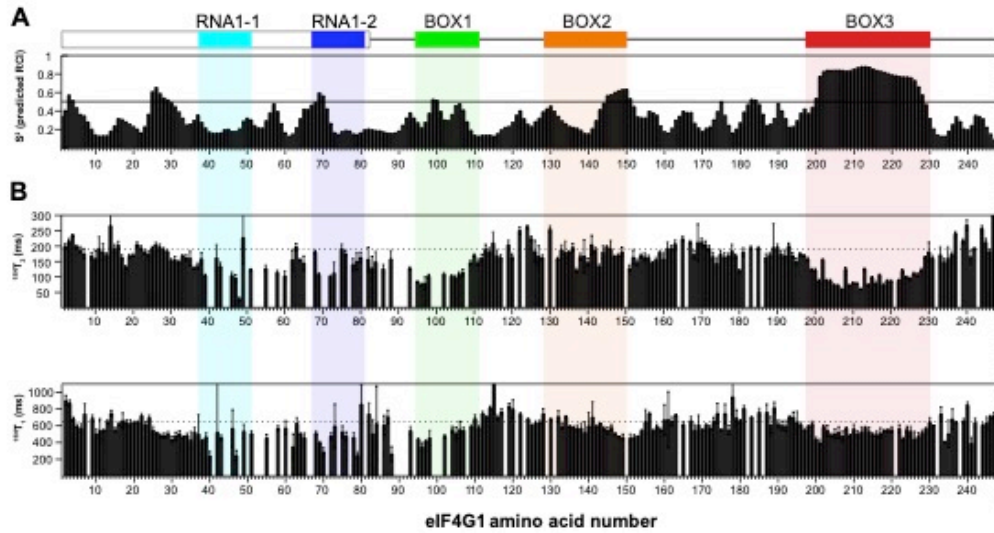 A
RNA1-1 RNA1-2 BOX1 BOX2 BOX3
S² (predicted RCI)
1
0.8
0.6
0.4
0.2
10 20 30 40 50 60 70 80 90 100 110 120 130 140 150 160 170 180 190 200 210 220 230 240
B
T₂ (ms)
300
250
200
150
100
50
10 20 30 40 50 60 70 80 90 100 110 120 130 140 150 160 170 180 190 200 210 220 230 240
T₁ (ms)
1000
800
600
400
200
10 20 30 40 50 60 70 80 90 100 110 120 130 140 150 160 170 180 190 200 210 220 230 240
eIF4G1 amino acid number